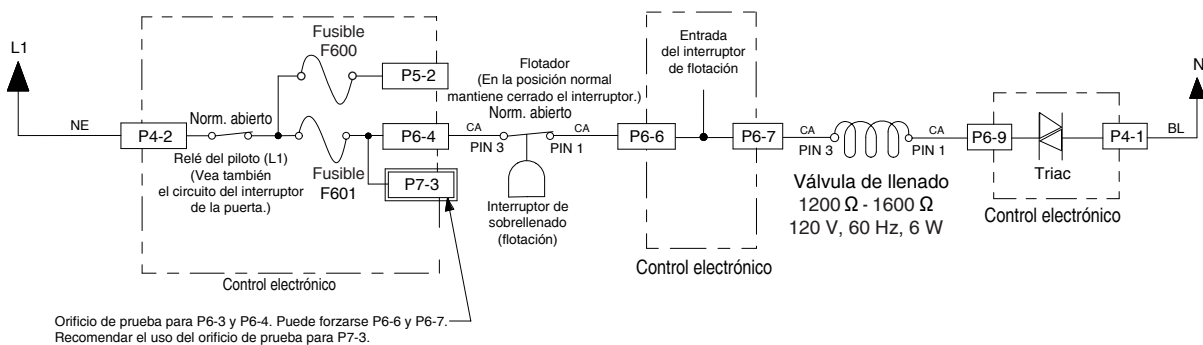 L1
NE
P4-2
Norm. abierto
Relé del piloto (L1)
(Vea también
el circuito del interruptor
de la puerta.)
Fusible
F600
P5-2
Fusible
F601
P6-4
P7-3
Control electrónico
Orificio de prueba para P6-3 y P6-4. Puede forzarse P6-6 y P6-7.
Recomendar el uso del orificio de prueba para P7-3.
Flotador
(En la posición normal
mantiene cerrado el interruptor.)
Norm. abierto
CA
PIN 3
CA
PIN 1
Interruptor de
sobrellenado
(flotación)
Entrada
del interruptor
de flotación
P6-6
P6-7
Control electrónico
CA
PIN 3
CA
PIN 1
Válvula de llenado
1200 Ω - 1600 Ω
120 V, 60 Hz, 6 W
P6-9
Triac
P4-1
Control electrónico
BL
N